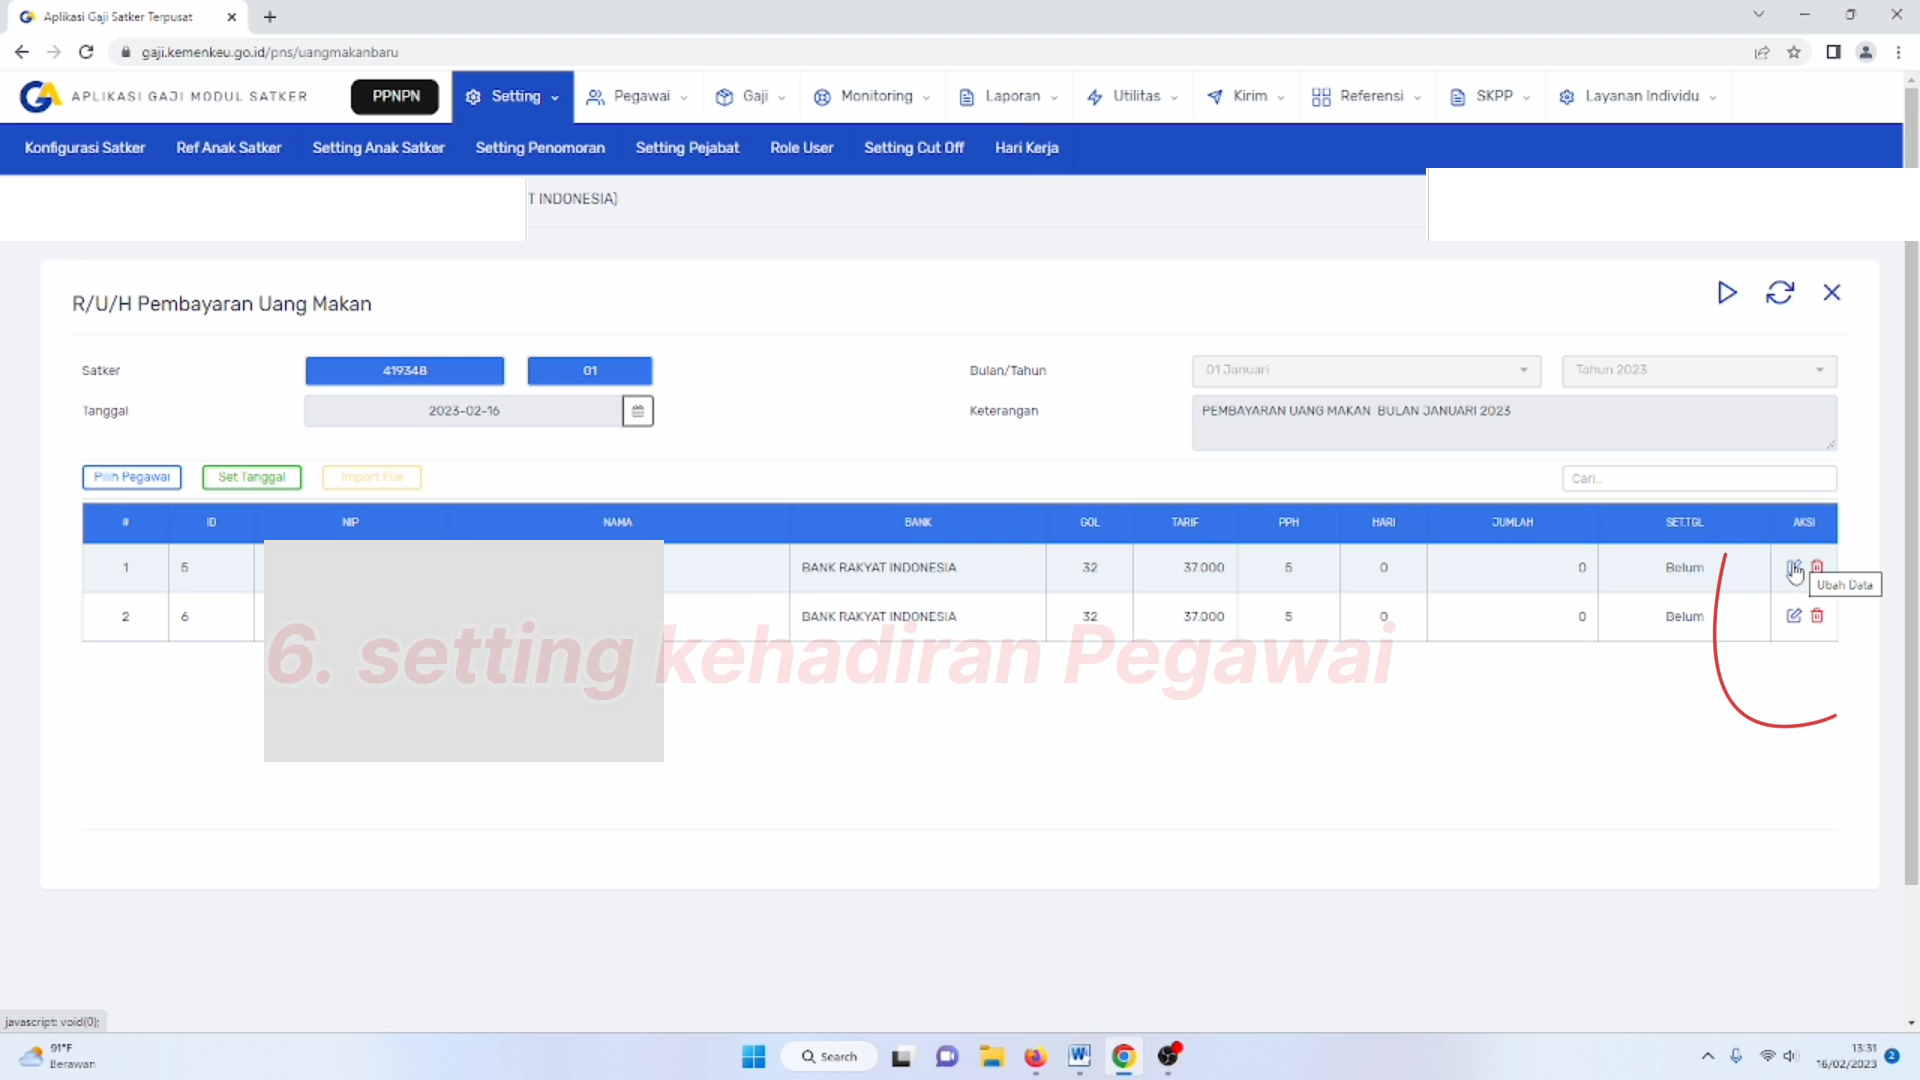 Aplikasi Gaji Satker Terpusat
gaji.kemenkeu.go.id/pns/uangmakanbaru
APLIKASI GAJI MODUL SATKER
PPNPN
Setting
Pegawai
Gaji
Monitoring
Laporan
Utilitas
Kirim
Referensi
SKPP
Layanan Individu
Konfigurasi Satker
Ref Anak Satker
Setting Anak Satker
Setting Penomoran
Setting Pejabat
Role User
Setting Cut Off
Hari Kerja
T INDONESIA)
R/U/H Pembayaran Uang Makan
Satker
419348
01
Bulan/Tahun
01 Januari
Tahun 2023
Tanggal
2023-02-16
Keterangan
PEMBAYARAN UANG MAKAN BULAN JANUARI 2023
Pilih Pegawai
Set Tanggal
Import File
Cari..
# ID NIP NAMA BANK GOL TARIF PPH HARI JUMLAH SET.TGL AKSI
1 5 BANK RAKYAT INDONESIA 32 37.000 5 0 0 Belum
Ubah Data
2 6 BANK RAKYAT INDONESIA 32 37.000 5 0 0 Belum
6. setting kehadiran Pegawai
javascript: void(0);
91°F
Berawan
Search
13:31
16/02/2023
2